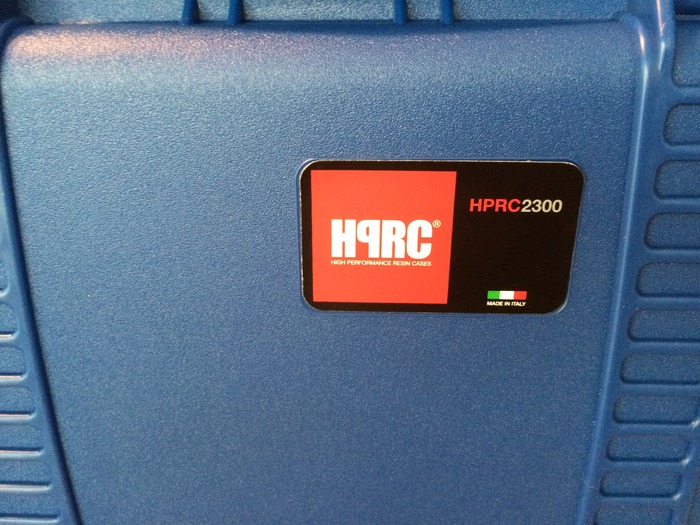 HPRC®
HIGH PERFORMANCE RESIN CASES
HPRC2300
MADE IN ITALY